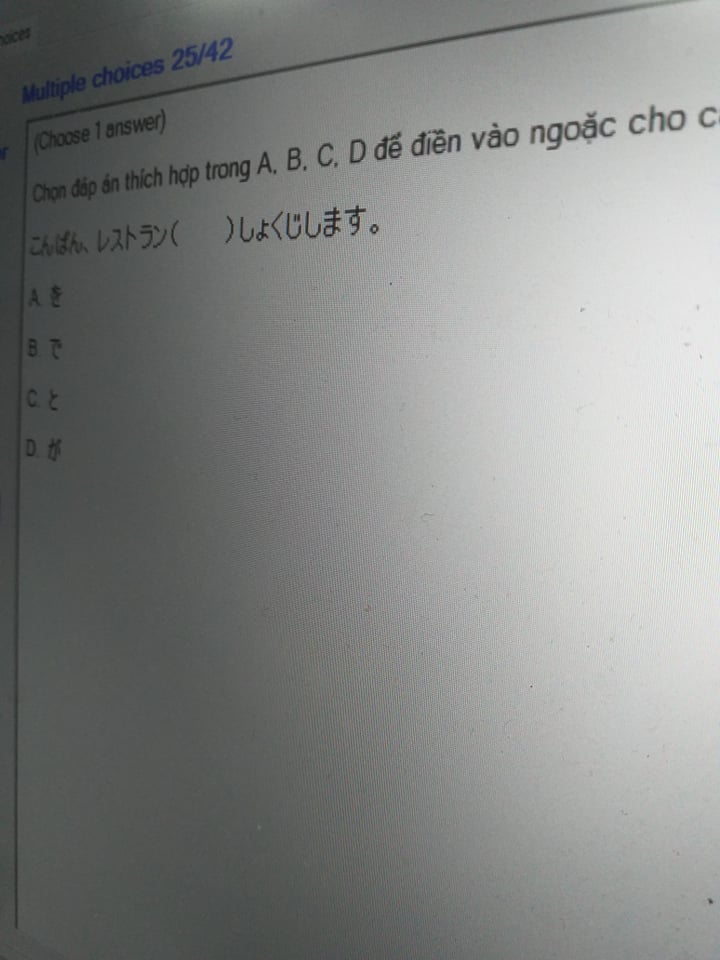 Multiple choices 25/42
(Choose 1 answer)
Chọn đáp án thích hợp trong A, B, C, D để điền vào ngoặc cho
こんばん、レストラン( )しょくじします。
A. を
B. で
C. と
D. が